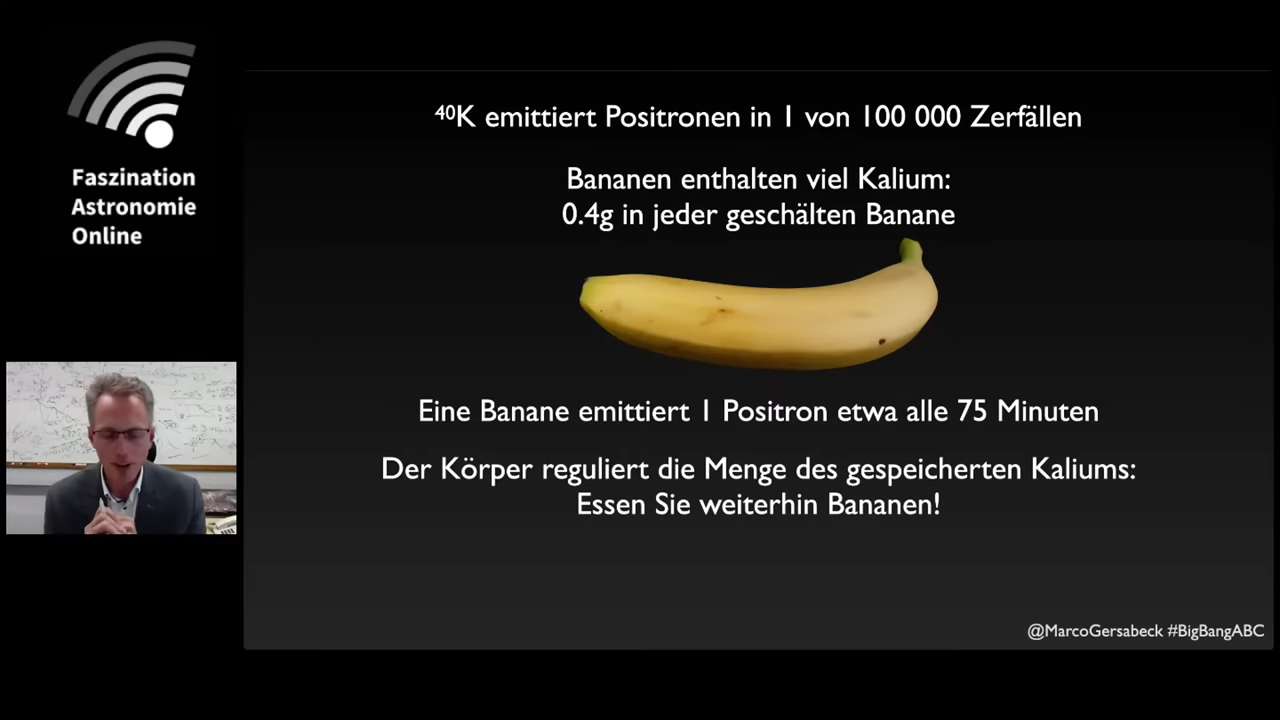 Faszination
Astronomie
Online
⁴⁰K emittiert Positronen in 1 von 100 000 Zerfällen
Bananen enthalten viel Kalium:
0.4g in jeder geschälten Banane
Eine Banane emittiert 1 Positron etwa alle 75 Minuten
Der Körper reguliert die Menge des gespeicherten Kaliums:
Essen Sie weiterhin Bananen!
@MarcoGersabeck #BigBangABC